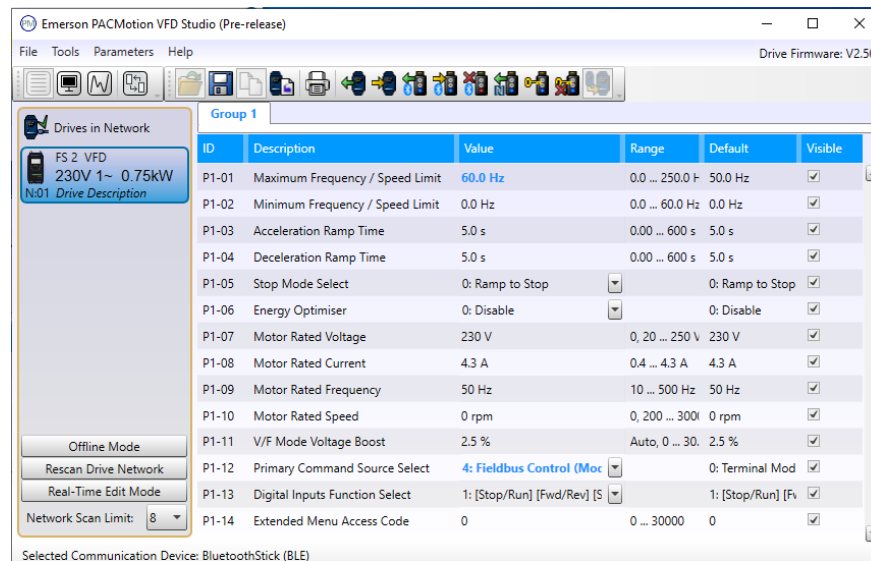 PM Emerson PACMotion VFD Studio (Pre-release)
File Tools Parameters Help Drive Firmware: V2.50
Drives in Network
FS 2 VFD
230V 1~ 0.75kW
N:01 Drive Description
Offline Mode
Rescan Drive Network
Real-Time Edit Mode
Network Scan Limit: 8
Group 1
ID Description Value Range Default Visible
P1-01 Maximum Frequency / Speed Limit 60.0 Hz 0.0 ... 250.0 H 50.0 Hz
P1-02 Minimum Frequency / Speed Limit 0.0 Hz 0.0 ... 60.0 Hz 0.0 Hz
P1-03 Acceleration Ramp Time 5.0 s 0.00 ... 600 s 5.0 s
P1-04 Deceleration Ramp Time 5.0 s 0.00 ... 600 s 5.0 s
P1-05 Stop Mode Select 0: Ramp to Stop 0: Ramp to Stop
P1-06 Energy Optimiser 0: Disable 0: Disable
P1-07 Motor Rated Voltage 230 V 0, 20 ... 250 V 230 V
P1-08 Motor Rated Current 4.3 A 0.4 ... 4.3 A 4.3 A
P1-09 Motor Rated Frequency 50 Hz 10 ... 500 Hz 50 Hz
P1-10 Motor Rated Speed 0 rpm 0, 200 ... 300 0 rpm
P1-11 V/F Mode Voltage Boost 2.5 % Auto, 0 ... 30. 2.5 %
P1-12 Primary Command Source Select 4: Fieldbus Control (Moc 0: Terminal Mod
P1-13 Digital Inputs Function Select 1: [Stop/Run] [Fwd/Rev] [S 1: [Stop/Run] [Fw
P1-14 Extended Menu Access Code 0 0 ... 30000 0
Selected Communication Device: BluetoothStick (BLE)